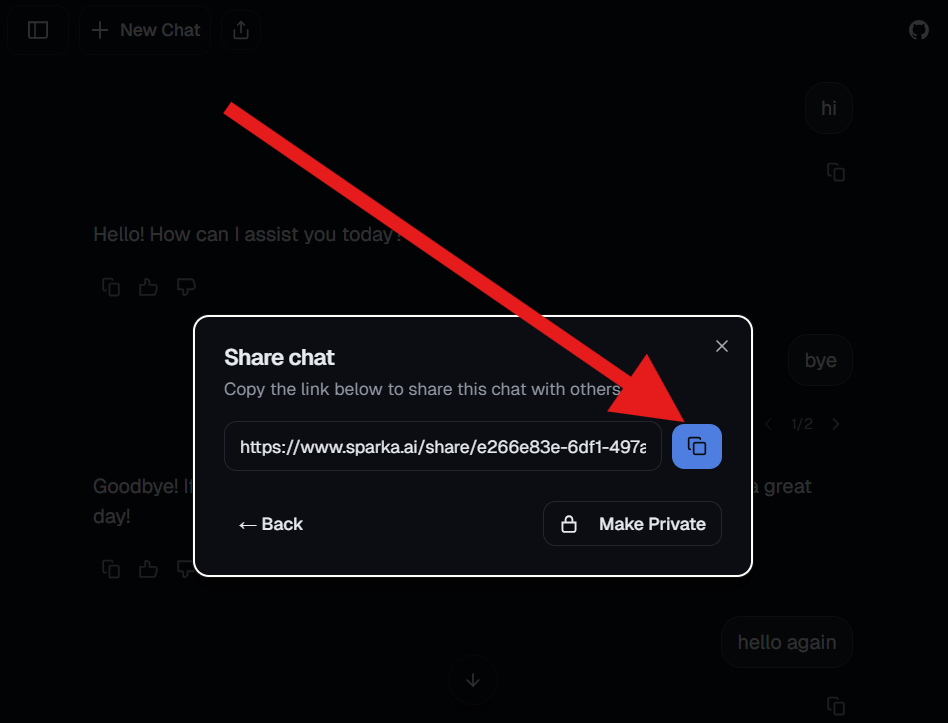 New Chat
hi
Hello! How can I assist you today?
Share chat
Copy the link below to share this chat with others
bye
1/2
https://www.sparka.ai/share/e266e83e-6df1-497a
Goodbye! a great
day!
← Back
Make Private
hello again